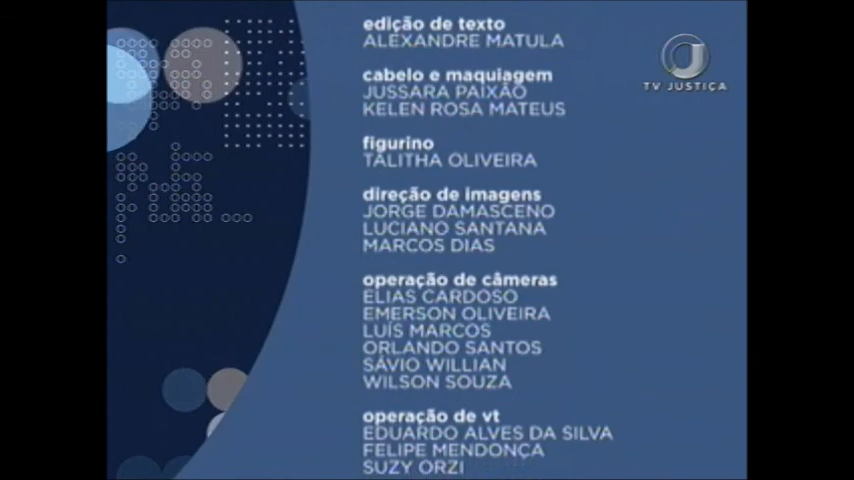 edição de texto
ALEXANDRE MATULA
cabelo e maquiagem
JUSSARA PAIXÃO
KELEN ROSA MATEUS
figurino
TALITHA OLIVEIRA
direção de imagens
JORGE DAMASCENO
LUCIANO SANTANA
MARCOS DIAS
operação de câmeras
ELIAS CARDOSO
EMERSON OLIVEIRA
LUÍS MARCOS
ORLANDO SANTOS
SÁVIO WILLIAN
WILSON SOUZA
operação de vt
EDUARDO ALVES DA SILVA
FELIPE MENDONÇA
SUZY ORZI
TV JUSTIÇA